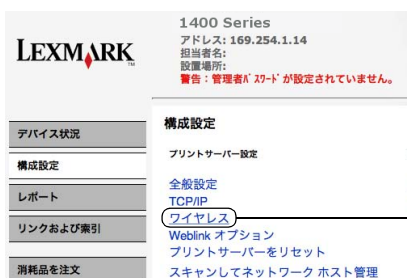 LEXMARK
TM
1400 Series
アドレス: 169.254.1.14
担当者名:
設置場所:
警告：管理者パスワードが設定されていません。
デバイス状況
構成設定
レポート
リンクおよび索引
消耗品を注文
構成設定
プリントサーバー設定
全般設定
TCP/IP
ワイヤレス
Weblink オプション
プリントサーバーをリセット
スキャンしてネットワーク ホスト管理